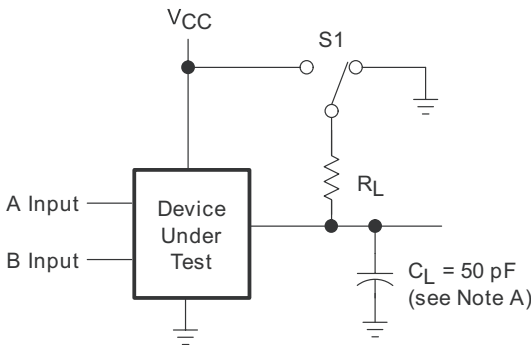 VCC
S1
RL
A Input
B Input
Device
Under
Test
CL = 50 pF
(see Note A)